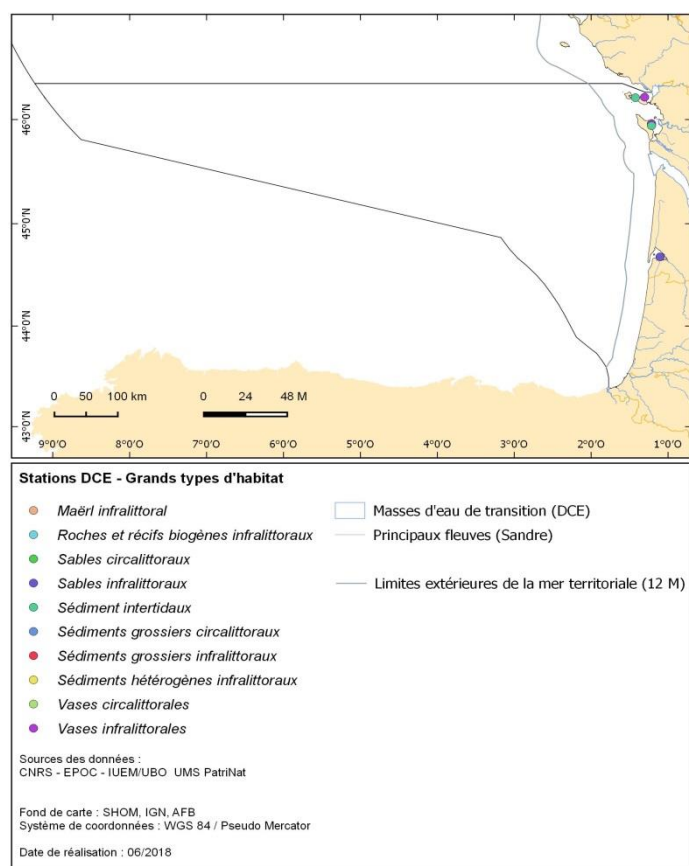 46°0'N
45°0'N
44°0'N
43°0'N
0 50 100 km
0 24 48 M
9°0'O 8°0'O 7°0'O 6°0'O 5°0'O 4°0'O 3°0'O 2°0'O 1°0'O
Stations DCE - Grands types d'habitat
Maërl infralittoral
Roches et récifs biogènes infralittoraux
Sables circalittoraux
Sables infralittoraux
Sédiment intertidaux
Sédiments grossiers circalittoraux
Sédiments grossiers infralittoraux
Sédiments hétérogènes infralittoraux
Vases circalittorales
Vases infralittorales
Masses d'eau de transition (DCE)
Principaux fleuves (Sandre)
Limites extérieures de la mer territoriale (12 M)
Sources des données :
CNRS - EPOC - IUEM/UBO  UMS PatriNat
Fond de carte : SHOM, IGN, AFB
Système de coordonnées : WGS 84 / Pseudo Mercator
Date de réalisation : 06/2018